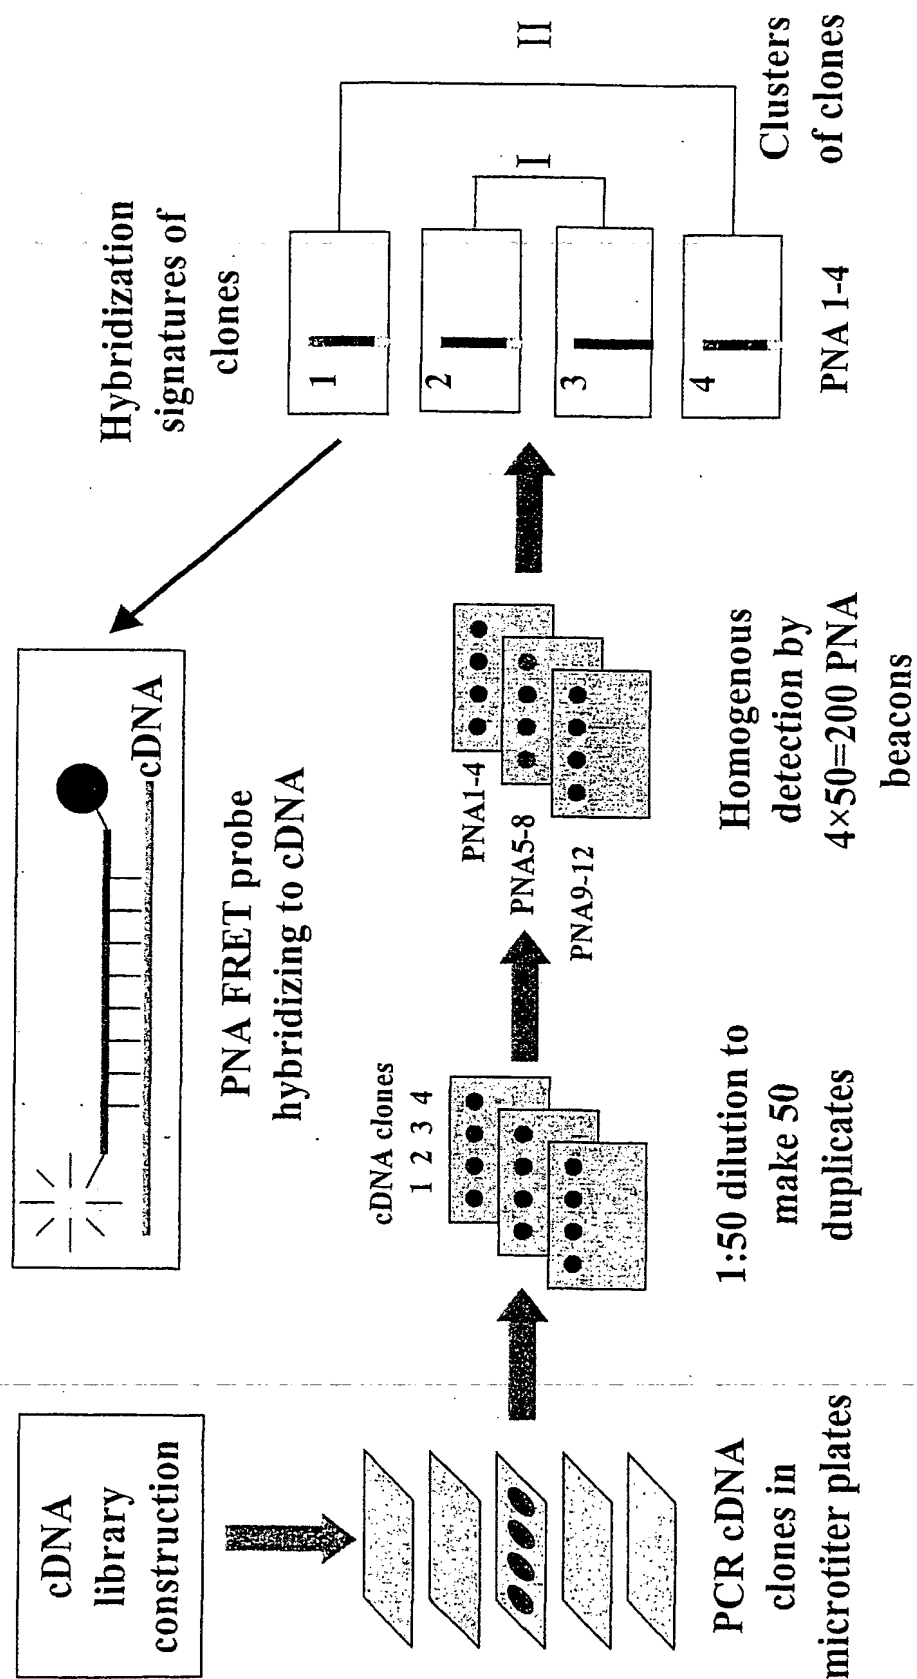 cDNA
library
construction
PCR cDNA
clones in
microtiter plates
cDNA
PNA FRET probe
hybridizing to cDNA
cDNA clones
1 2 3 4
1:50 dilution to
make 50
duplicates
PNA1-4
PNA5-8
PNA9-12
Homogenous
detection by
4×50=200 PNA
beacons
Hybridization
signatures of
clones
1
2
3
4
PNA 1-4
I
II
Clusters
of clones